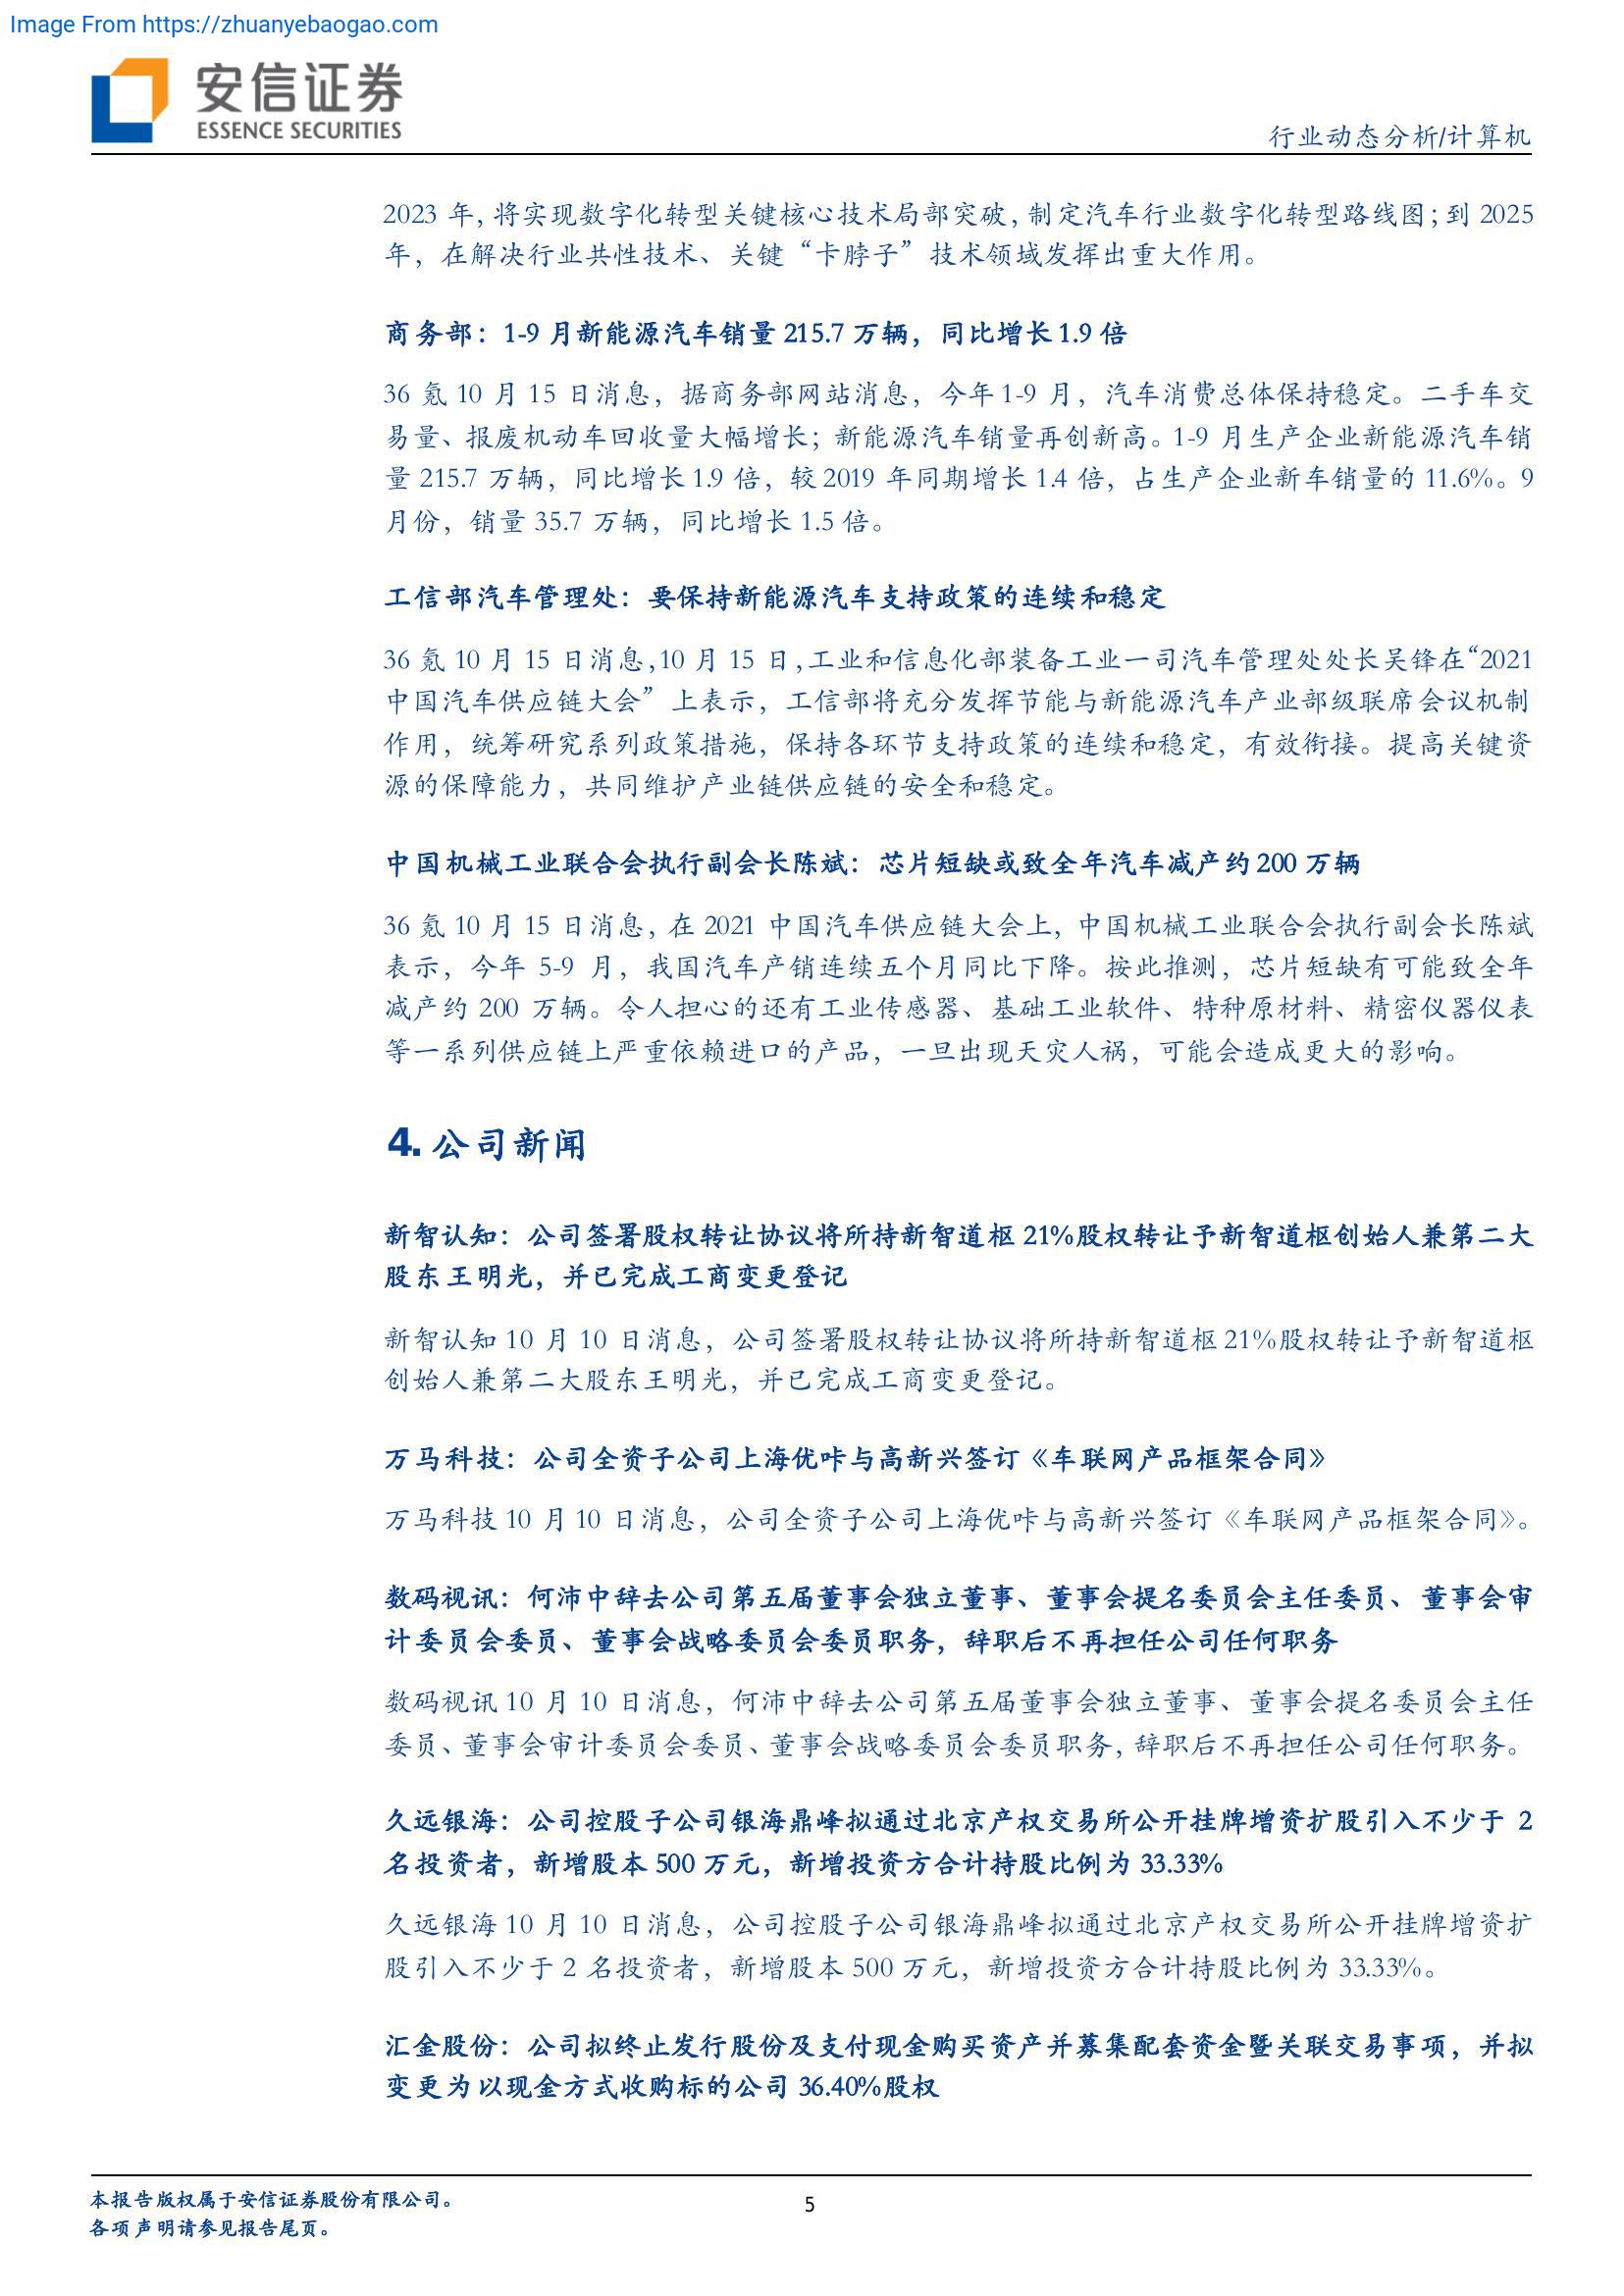 Image From https://zhuanyebaogao.com
安信证券
ESSENCE SECURITIES
行业动态分析/计算机
2023 年，将实现数字化转型关键核心技术局部突破，制定汽车行业数字化转型路线图；到 2025
年，在解决行业共性技术、关键“卡脖子”技术领域发挥出重大作用。
商务部：1-9 月新能源汽车销量 215.7 万辆，同比增长 1.9 倍
36 氪 10 月 15 日消息，据商务部网站消息，今年 1-9 月，汽车消费总体保持稳定。二手车交
易量、报废机动车回收量大幅增长；新能源汽车销量再创新高。1-9 月生产企业新能源汽车销
量 215.7 万辆，同比增长 1.9 倍，较 2019 年同期增长 1.4 倍，占生产企业新车销量的 11.6%。9
月份，销量 35.7 万辆，同比增长 1.5 倍。
工信部汽车管理处：要保持新能源汽车支持政策的连续和稳定
36 氪 10 月 15 日消息，10 月 15 日，工业和信息化部装备工业一司汽车管理处处长吴锋在“2021
中国汽车供应链大会”上表示，工信部将充分发挥节能与新能源汽车产业部级联席会议机制
作用，统筹研究系列政策措施，保持各环节支持政策的连续和稳定，有效衔接。提高关键资
源的保障能力，共同维护产业链供应链的安全和稳定。
中国机械工业联合会执行副会长陈斌：芯片短缺或致全年汽车减产约 200 万辆
36 氪 10 月 15 日消息，在 2021 中国汽车供应链大会上，中国机械工业联合会执行副会长陈斌
表示，今年 5-9 月，我国汽车产销连续五个月同比下降。按此推测，芯片短缺有可能致全年
减产约 200 万辆。令人担心的还有工业传感器、基础工业软件、特种原材料、精密仪器仪表
等一系列供应链上严重依赖进口的产品，一旦出现天灾人祸，可能会造成更大的影响。
4. 公司新闻
新智认知：公司签署股权转让协议将所持新智道枢 21%股权转让予新智道枢创始人兼第二大
股东王明光，并已完成工商变更登记
新智认知 10 月 10 日消息，公司签署股权转让协议将所持新智道枢 21%股权转让予新智道枢
创始人兼第二大股东王明光，并已完成工商变更登记。
万马科技：公司全资子公司上海优咔与高新兴签订《车联网产品框架合同》
万马科技 10 月 10 日消息，公司全资子公司上海优咔与高新兴签订《车联网产品框架合同》。
数码视讯：何沛中辞去公司第五届董事会独立董事、董事会提名委员会主任委员、董事会审
计委员会委员、董事会战略委员会委员职务，辞职后不再担任公司任何职务
数码视讯 10 月 10 日消息，何沛中辞去公司第五届董事会独立董事、董事会提名委员会主任
委员、董事会审计委员会委员、董事会战略委员会委员职务，辞职后不再担任公司任何职务。
久远银海：公司控股子公司银海鼎峰拟通过北京产权交易所公开挂牌增资扩股引入不少于 2
名投资者，新增股本 500 万元，新增投资方合计持股比例为 33.33%
久远银海 10 月 10 日消息，公司控股子公司银海鼎峰拟通过北京产权交易所公开挂牌增资扩
股引入不少于 2 名投资者，新增股本 500 万元，新增投资方合计持股比例为 33.33%。
汇金股份：公司拟终止发行股份及支付现金购买资产并募集配套资金暨关联交易事项，并拟
变更为以现金方式收购标的公司 36.40%股权
本报告版权属于安信证券股份有限公司。
5
各项声明请参见报告尾页。